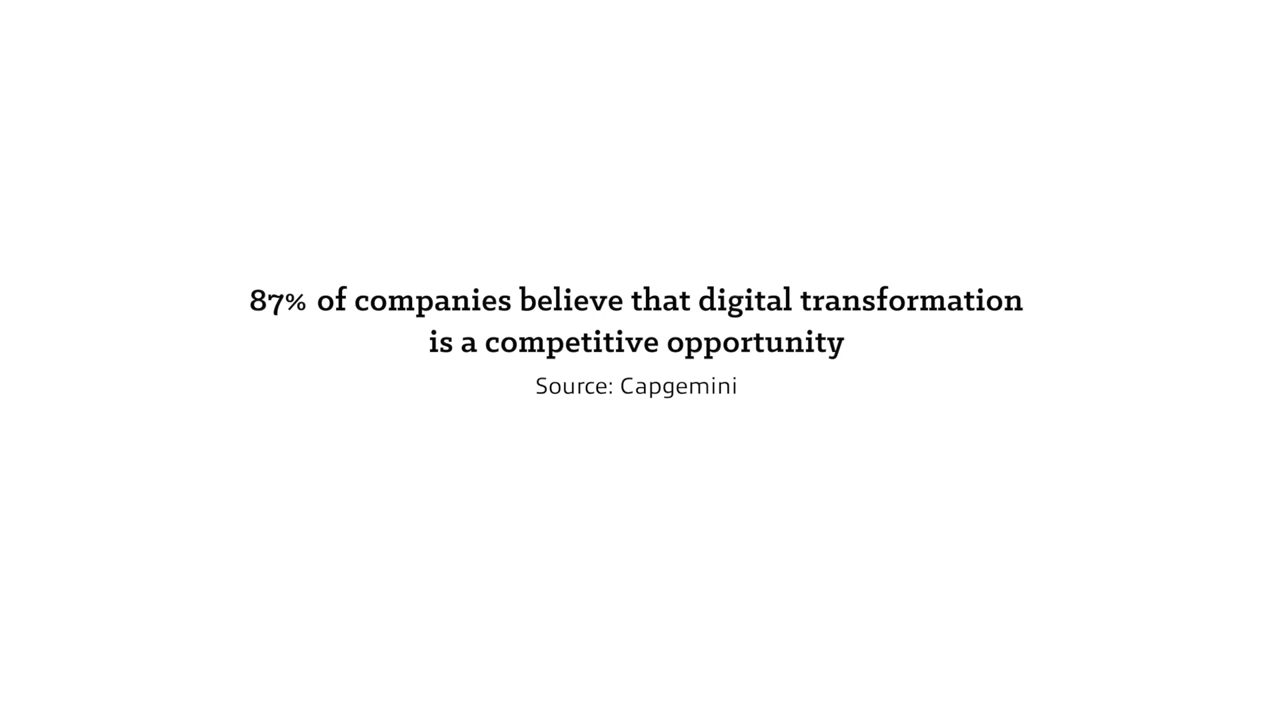 87% of companies believe that digital transformation
is a competitive opportunity
Source: Capgemini